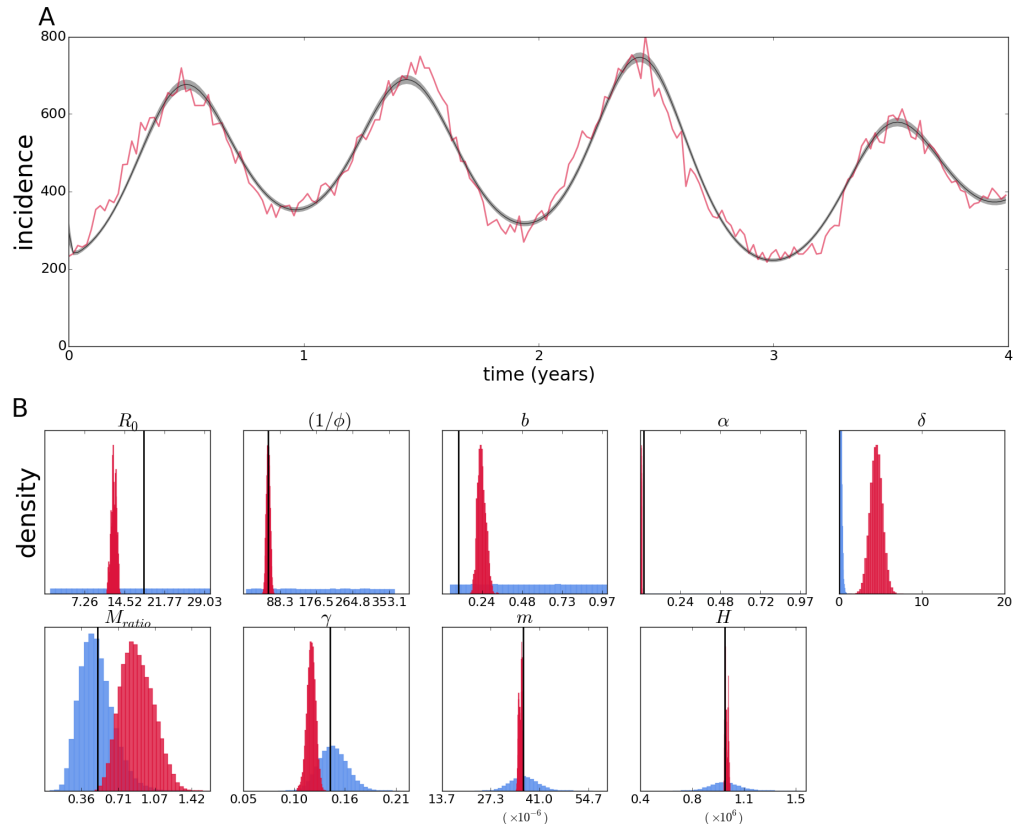 A
800
600
400
200
0
incidence
0 1 2 3 4
time (years)
B
density
R_0 (1/ϕ) b α δ
7.26 14.52 21.77 29.03 88.3 176.5 264.8 353.1 0.24 0.48 0.73 0.97 0.24 0.48 0.72 0.97 0 10 20
M_ratio γ m H
0.36 0.71 1.07 1.42 0.05 0.10 0.16 0.21 13.7 27.3 41.0 54.7 0.4 0.8 1.1 1.5
(×10^-6) (×10^6)